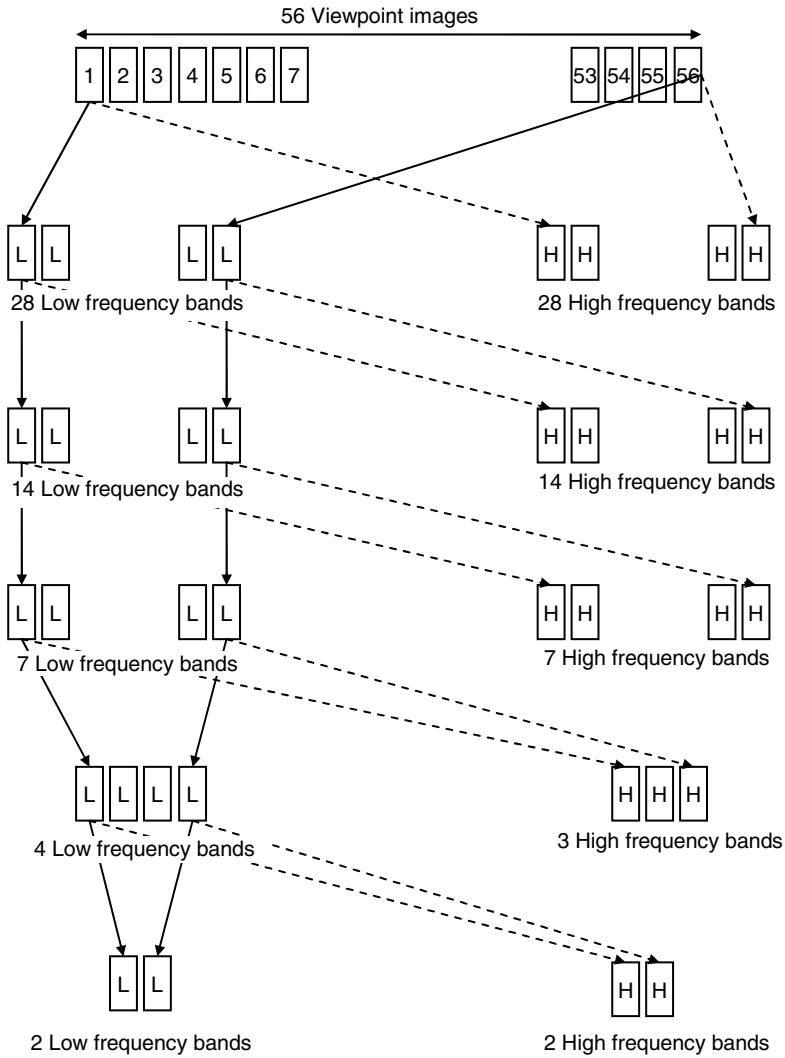 56 Viewpoint images
1 2 3 4 5 6 7 53 54 55 56
L L L L H H H H
28 Low frequency bands 28 High frequency bands
L L L L H H H H
14 Low frequency bands 14 High frequency bands
L L L L H H H H
7 Low frequency bands 7 High frequency bands
L L L L H H H
4 Low frequency bands 3 High frequency bands
L L H H
2 Low frequency bands 2 High frequency bands